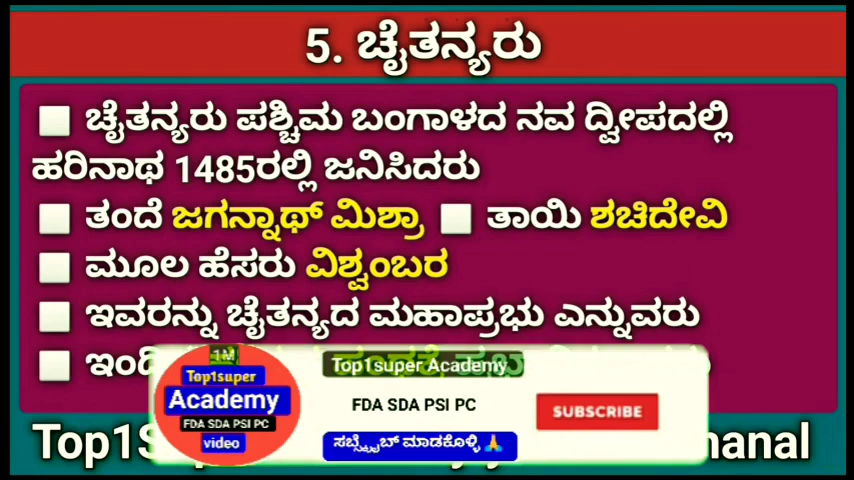 5. ಚೈತನ್ಯರು
ಚೈತನ್ಯರು ಪಶ್ಚಿಮ ಬಂಗಾಳದ ನವ ದ್ವೀಪದಲ್ಲಿ
ಹರಿನಾಥ 1485ರಲ್ಲಿ ಜನಿಸಿದರು
ತಂದೆ ಜಗನ್ನಾಥ್ ಮಿಶ್ರಾ ತಾಯಿ ಶಚಿದೇವಿ
ಮೂಲ ಹೆಸರು ವಿಶ್ವಂಬರ
ಇವರನ್ನು ಚೈತನ್ಯದ ಮಹಾಪ್ರಭು ಎನ್ನುವರು
1M
Top1super
Academy
FDA SDA PSI PC
video
Top1super Academy
FDA SDA PSI PC
ಸಬ್ಸ್ಕ್ರೈಬ್ ಮಾಡಕೊಳ್ಳಿ 🙏
SUBSCRIBE